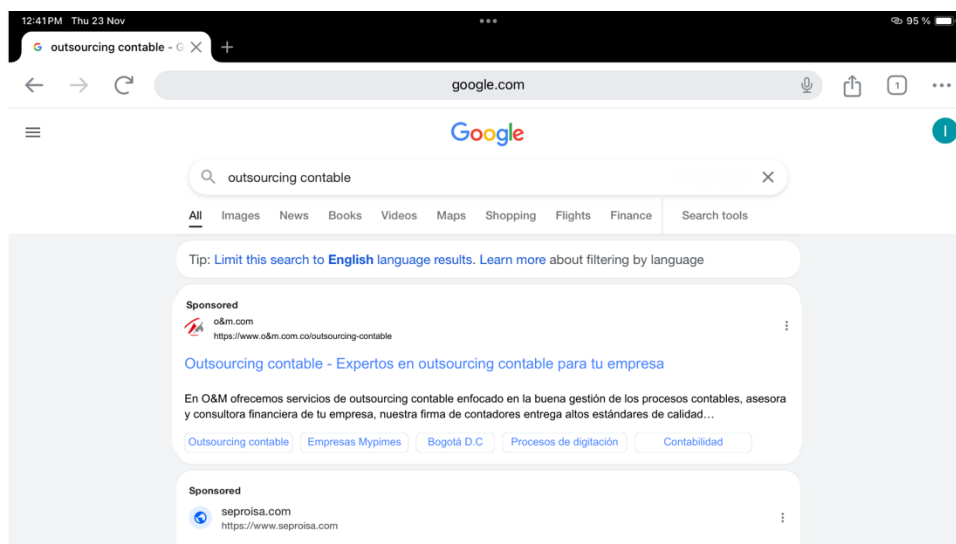 12:41 PM Thu 23 Nov
95 %
outsourcing contable - G
google.com
1
Google
I
outsourcing contable
All Images News Books Videos Maps Shopping Flights Finance Search tools
Tip: Limit this search to English language results. Learn more about filtering by language
Sponsored
o&m.com
https://www.o&m.com.co/outsourcing-contable
Outsourcing contable - Expertos en outsourcing contable para tu empresa
En O&M ofrecemos servicios de outsourcing contable enfocado en la buena gestión de los procesos contables, asesora
y consultora financiera de tu empresa, nuestra firma de contadores entrega altos estándares de calidad…
Outsourcing contable Empresas Mypimes Bogotá D.C Procesos de digitación Contabilidad
Sponsored
seproisa.com
https://www.seproisa.com